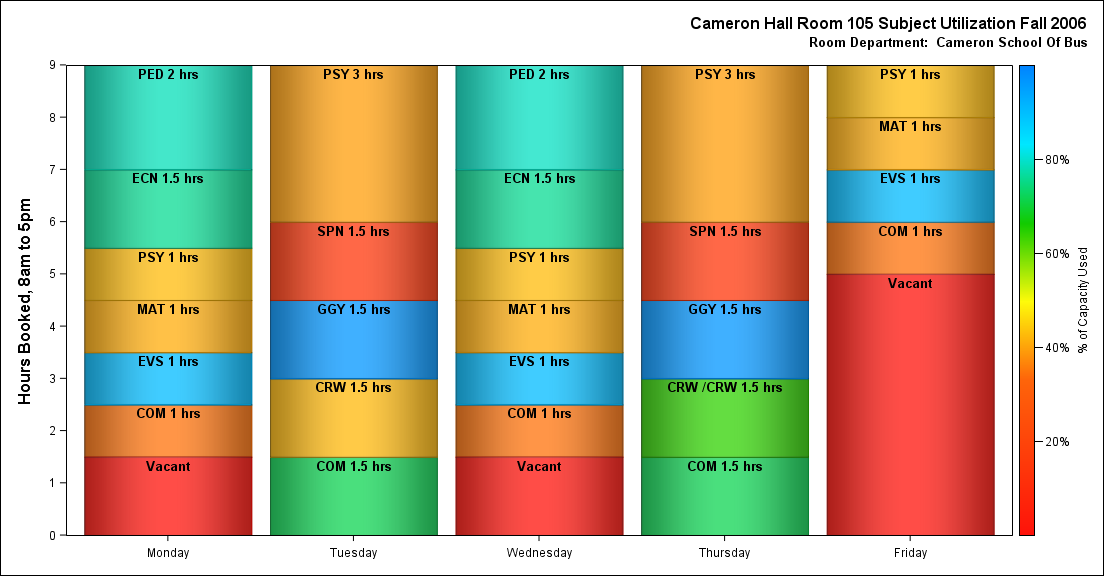 Cameron Hall Room 105 Subject Utilization Fall 2006
Room Department:  Cameron School Of Bus
Hours Booked, 8am to 5pm
9
8
7
6
5
4
3
2
1
0
PED 2 hrs
ECN 1.5 hrs
PSY 1 hrs
MAT 1 hrs
EVS 1 hrs
COM 1 hrs
Vacant
Monday
PSY 3 hrs
SPN 1.5 hrs
GGY 1.5 hrs
CRW 1.5 hrs
COM 1.5 hrs
Tuesday
PED 2 hrs
ECN 1.5 hrs
PSY 1 hrs
MAT 1 hrs
EVS 1 hrs
COM 1 hrs
Vacant
Wednesday
PSY 3 hrs
SPN 1.5 hrs
GGY 1.5 hrs
CRW /CRW 1.5 hrs
COM 1.5 hrs
Thursday
PSY 1 hrs
MAT 1 hrs
EVS 1 hrs
COM 1 hrs
Vacant
Friday
80%
60%
40%
20%
% of Capacity Used